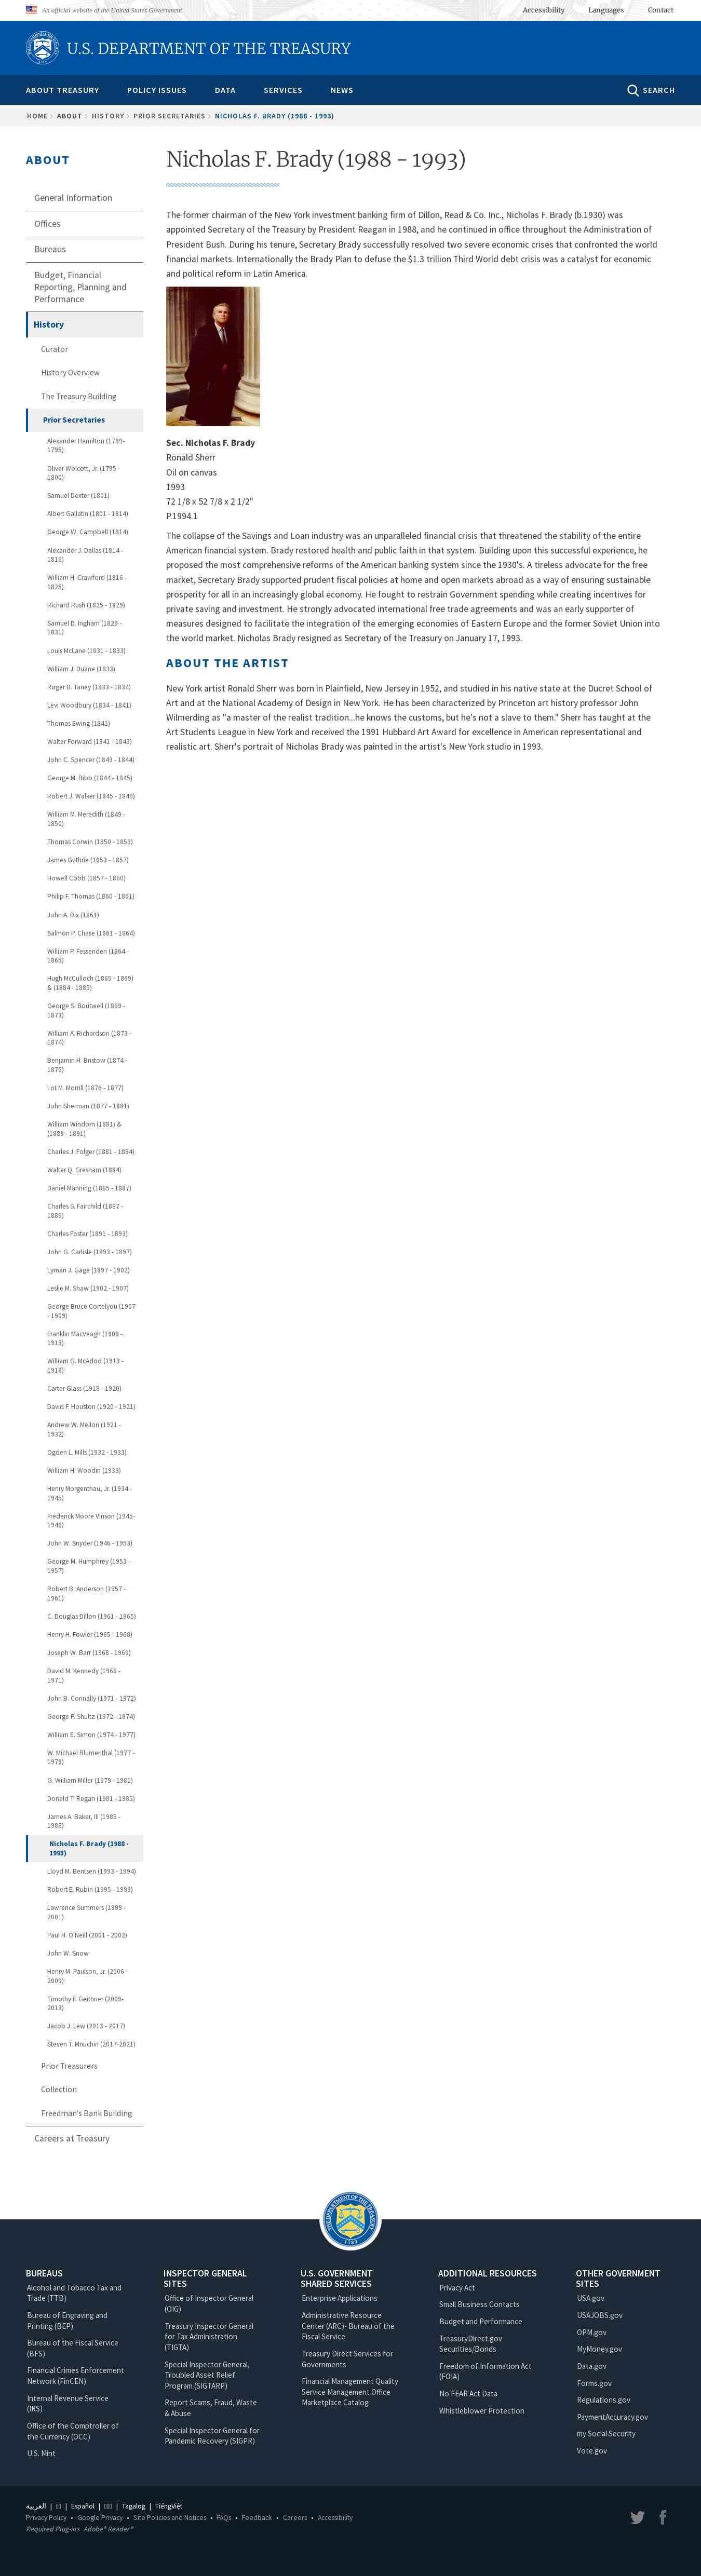 An official website of the United States Government
Accessibility
Languages
Contact
U.S. DEPARTMENT OF THE TREASURY
ABOUT TREASURY
POLICY ISSUES
DATA
SERVICES
NEWS
SEARCH
HOME > ABOUT > HISTORY > PRIOR SECRETARIES > NICHOLAS F. BRADY (1988 - 1993)
ABOUT
General Information
Offices
Bureaus
Budget, Financial
Reporting, Planning and
Performance
History
Curator
History Overview
The Treasury Building
Prior Secretaries
Alexander Hamilton (1789-
1795)
Oliver Wolcott, Jr. (1795 -
1800)
Samuel Dexter (1801)
Albert Gallatin (1801 - 1814)
George W. Campbell (1814)
Alexander J. Dallas (1814 -
1816)
William H. Crawford (1816 -
1825)
Richard Rush (1825 - 1829)
Samuel D. Ingham (1829 -
1831)
Louis McLane (1831 - 1833)
William J. Duane (1833)
Roger B. Taney (1833 - 1834)
Levi Woodbury (1834 - 1841)
Thomas Ewing (1841)
Walter Forward (1841 - 1843)
John C. Spencer (1843 - 1844)
George M. Bibb (1844 - 1845)
Robert J. Walker (1845 - 1849)
William M. Meredith (1849 -
1850)
Thomas Corwin (1850 - 1853)
James Guthrie (1853 - 1857)
Howell Cobb (1857 - 1860)
Philip F. Thomas (1860 - 1861)
John A. Dix (1861)
Salmon P. Chase (1861 - 1864)
William P. Fessenden (1864 -
1865)
Hugh McCulloch (1865 - 1869)
& (1884 - 1885)
George S. Boutwell (1869 -
1873)
William A. Richardson (1873 -
1874)
Benjamin H. Bristow (1874 -
1876)
Lot M. Morrill (1876 - 1877)
John Sherman (1877 - 1881)
William Windom (1881) &
(1889 - 1891)
Charles J. Folger (1881 - 1884)
Walter Q. Gresham (1884)
Daniel Manning (1885 - 1887)
Charles S. Fairchild (1887 -
1889)
Charles Foster (1891 - 1893)
John G. Carlisle (1893 - 1897)
Lyman J. Gage (1897 - 1902)
Leslie M. Shaw (1902 - 1907)
George Bruce Cortelyou (1907
- 1909)
Franklin MacVeagh (1909 -
1913)
William G. McAdoo (1913 -
1918)
Carter Glass (1918 - 1920)
David F. Houston (1920 - 1921)
Andrew W. Mellon (1921 -
1932)
Ogden L. Mills (1932 - 1933)
William H. Woodin (1933)
Henry Morgenthau, Jr. (1934 -
1945)
Frederick Moore Vinson (1945-
1946)
John W. Snyder (1946 - 1953)
George M. Humphrey (1953 -
1957)
Robert B. Anderson (1957 -
1961)
C. Douglas Dillon (1961 - 1965)
Henry H. Fowler (1965 - 1968)
Joseph W. Barr (1968 - 1969)
David M. Kennedy (1969 -
1971)
John B. Connally (1971 - 1972)
George P. Shultz (1972 - 1974)
William E. Simon (1974 - 1977)
W. Michael Blumenthal (1977 -
1979)
G. William Miller (1979 - 1981)
Donald T. Regan (1981 - 1985)
James A. Baker, III (1985 -
1988)
Nicholas F. Brady (1988 -
1993)
Lloyd M. Bentsen (1993 - 1994)
Robert E. Rubin (1995 - 1999)
Lawrence Summers (1999 -
2001)
Paul H. O'Neill (2001 - 2002)
John W. Snow
Henry M. Paulson, Jr. (2006 -
2009)
Timothy F. Geithner (2009-
2013)
Jacob J. Lew (2013 - 2017)
Steven T. Mnuchin (2017-2021)
Prior Treasurers
Collection
Freedman's Bank Building
Careers at Treasury
Nicholas F. Brady (1988 - 1993)
The former chairman of the New York investment banking firm of Dillon, Read & Co. Inc., Nicholas F. Brady (b.1930) was
appointed Secretary of the Treasury by President Reagan in 1988, and he continued in office throughout the Administration of
President Bush. During his tenure, Secretary Brady successfully resolved two severe economic crises that confronted the world
financial markets. Internationally the Brady Plan to defuse the $1.3 trillion Third World debt crisis was a catalyst for economic
and political reform in Latin America.
Sec. Nicholas F. Brady
Ronald Sherr
Oil on canvas
1993
72 1/8 x 52 7/8 x 2 1/2"
P.1994.1
The collapse of the Savings and Loan industry was an unparalleled financial crisis that threatened the stability of the entire
American financial system. Brady restored health and public faith in that system. Building upon this successful experience, he
proposed the most comprehensive reforms of the American banking system since the 1930's. A tireless advocate for the free
market, Secretary Brady supported prudent fiscal policies at home and open markets abroad as a way of ensuring sustainable
prosperity for all in an increasingly global economy. He fought to restrain Government spending while creating incentives for
private saving and investment. He strongly advocated international free trade agreements and was an early supporter of
measures designed to facilitate the integration of the emerging economies of Eastern Europe and the former Soviet Union into the
world market. Nicholas Brady resigned as Secretary of the Treasury on January 17, 1993.
ABOUT THE ARTIST
New York artist Ronald Sherr was born in Plainfield, New Jersey in 1952, and studied in his native state at the Ducret School of
Art and at the National Academy of Design in New York. He has been characterized by Princeton art history professor John
Wilmerding as "a master of the realist tradition...he knows the customs, but he's not a slave to them." Sherr has taught at the
Art Students League in New York and received the 1991 Hubbard Art Award for excellence in American representational and
realistic art. Sherr's portrait of Nicholas Brady was painted in the artist's New York studio in 1993.
THE DEPARTMENT OF THE TREASURY
1789
BUREAUS
Alcohol and Tobacco Tax and
Trade (TTB)
Bureau of Engraving and
Printing (BEP)
Bureau of the Fiscal Service
(BFS)
Financial Crimes Enforcement
Network (FinCEN)
Internal Revenue Service
(IRS)
Office of the Comptroller of
the Currency (OCC)
U.S. Mint
INSPECTOR GENERAL
SITES
Office of Inspector General
(OIG)
Treasury Inspector General
for Tax Administration
(TIGTA)
Special Inspector General,
Troubled Asset Relief
Program (SIGTARP)
Report Scams, Fraud, Waste
& Abuse
Special Inspector General for
Pandemic Recovery (SIGPR)
U.S. GOVERNMENT
SHARED SERVICES
Enterprise Applications
Administrative Resource
Center (ARC)- Bureau of the
Fiscal Service
Treasury Direct Services for
Governments
Financial Management Quality
Service Management Office
Marketplace Catalog
ADDITIONAL RESOURCES
Privacy Act
Small Business Contacts
Budget and Performance
TreasuryDirect.gov
Securities/Bonds
Freedom of Information Act
(FOIA)
No FEAR Act Data
Whistleblower Protection
OTHER GOVERNMENT
SITES
USA.gov
USAJOBS.gov
OPM.gov
MyMoney.gov
Data.gov
Forms.gov
Regulations.gov
PaymentAccuracy.gov
my Social Security
Vote.gov
العربية | | Español | | Tagalog | TiếngViệt
Privacy Policy • Google Privacy • Site Policies and Notices • FAQs • Feedback • Careers • Accessibility
Required Plug-ins Adobe® Reader®